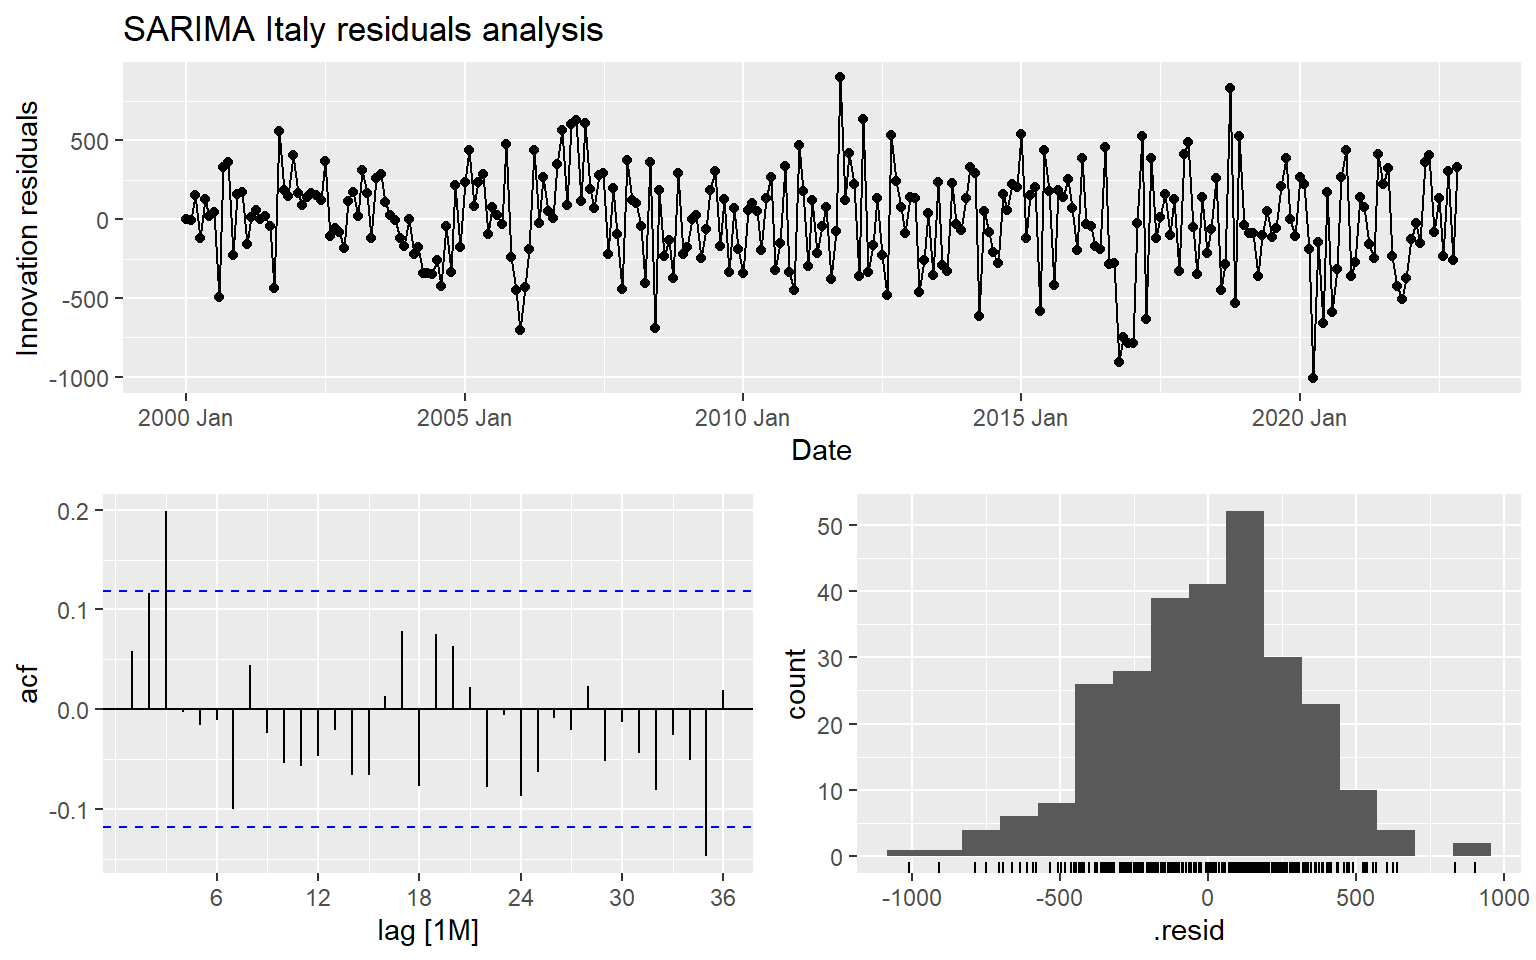 SARIMA Italy residuals analysis
Innovation residuals
500
0
-500
-1000
2000 Jan
2005 Jan
2010 Jan
2015 Jan
2020 Jan
Date
acf
0.2
0.1
0.0
-0.1
6
12
18
24
30
36
lag [1M]
count
50
40
30
20
10
0
-1000
-500
0
500
1000
.resid